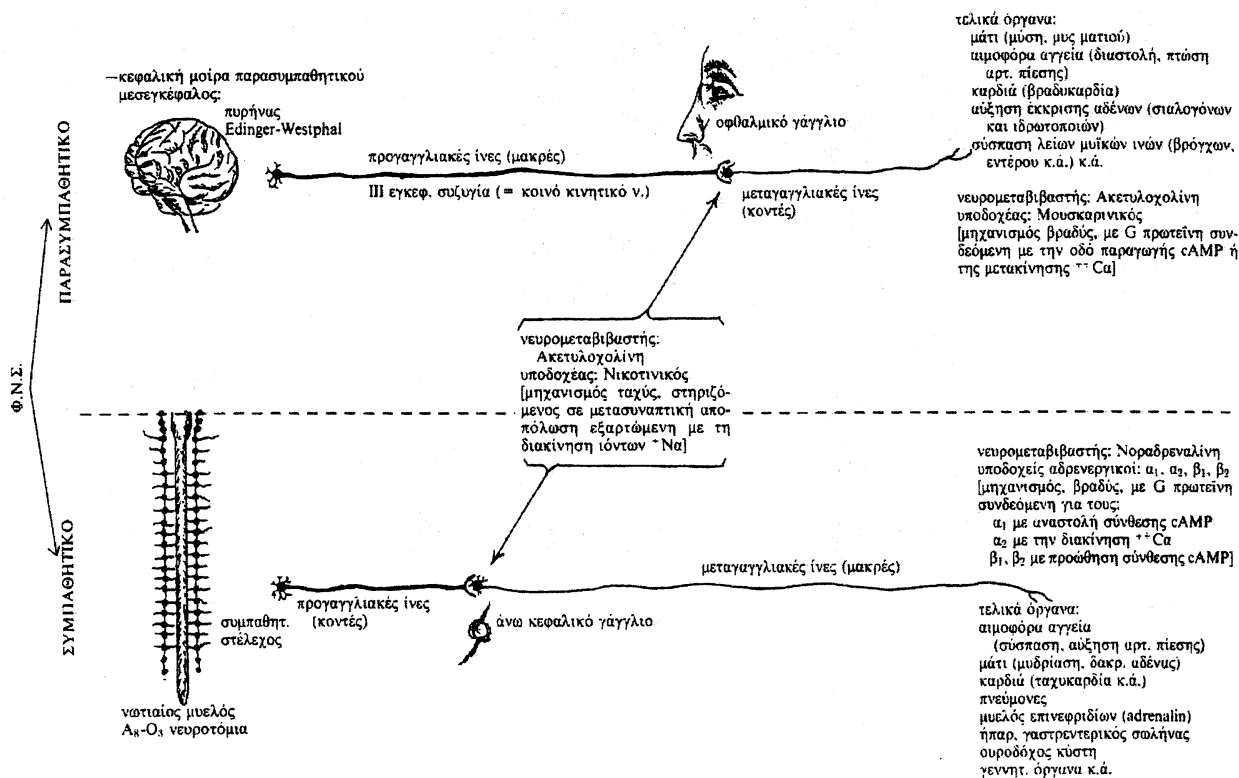 Φ.Ν.Σ.
ΠΑΡΑΣΥΜΠΑΘΗΤΙΚΟ
—κεφαλική μοίρα παρασυμπαθητικού
μεσεγκέφαλος:
πυρήνας
Edinger-Westphal
προγαγγλιακές ίνες (μακρές)
III εγκεφ. συζυγία (= κοινό κινητικό ν.)
οφθαλμικό γάγγλιο
μεταγαγγλιακές ίνες
(κοντές)
τελικά όργανα:
μάτι (μύση, μυς ματιού)
αιμοφόρα αγγεία (διαστολή, πτώση
αρτ. πίεσης)
καρδιά (βραδυκαρδία)
αύξηση έκκρισης αδένων (σιαλογόνων
και ιδρωτοποιών)
σύσπαση λείων μυϊκών ινών (βρόγχων,
εντέρου κ.ά.) κ.ά.
νευρομεταβιβαστής: Ακετυλοχολίνη
υποδοχέας: Μουσκαρινικός
[μηχανισμός βραδύς, με G πρωτεΐνη συν-
δεόμενη με την οδό παραγωγής cAMP ή
της μετακίνησης ⁺⁺Ca]
νευρομεταβιβαστής:
Ακετυλοχολίνη
υποδοχέας: Νικοτινικός
[μηχανισμός ταχύς, στηριζό-
μενος σε μετασυναπτική απο-
πόλωση εξαρτώμενη με τη
διακίνηση ιόντων ⁺Να]
ΣΥΜΠΑΘΗΤΙΚΟ
συμπαθητ.
στέλεχος
νωτιαίος μυελός
Α₈-Ο₃ νευροτόμια
προγαγγλιακές ίνες
(κοντές)
άνω κεφαλικό γάγγλιο
μεταγαγγλιακές ίνες (μακρές)
νευρομεταβιβαστής: Νοραδρεναλίνη
υποδοχείς αδρενεργικοί: α₁, α₂, β₁, β₂
[μηχανισμός, βραδύς, με G πρωτεΐνη
συνδεόμενη για τους:
α₁ με αναστολή σύνθεσης cAMP
α₂ με την διακίνηση ⁺⁺Ca
β₁, β₂ με προώθηση σύνθεσης cAMP]
τελικά όργανα:
αιμοφόρα αγγεία
(σύσπαση, αύξηση αρτ. πίεσης)
μάτι (μυδρίαση, δακρ. αδένας)
καρδιά (ταχυκαρδία κ.ά.)
πνεύμονες
μυελός επινεφριδίων (adrenalin)
ήπαρ, γαστρεντερικός σωλήνας
ουροδόχος κύστη
γεννητ. όργανα κ.ά.